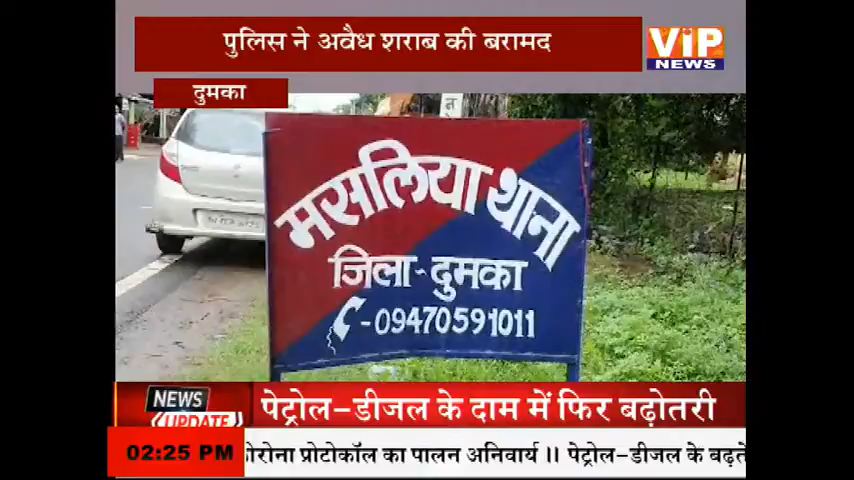 पुलिस ने अवैध शराब की बरामद
VIP
NEWS
दुमका
न
मसलिया थाना
जिला-दुमका
-09470591011
NEWS
UPDATE
पेट्रोल-डीजल के दाम में फिर बढ़ोतरी
02:25 PM
प्रोटोकॉल का पालन अनिवार्य || पेट्रोल-डीजल के